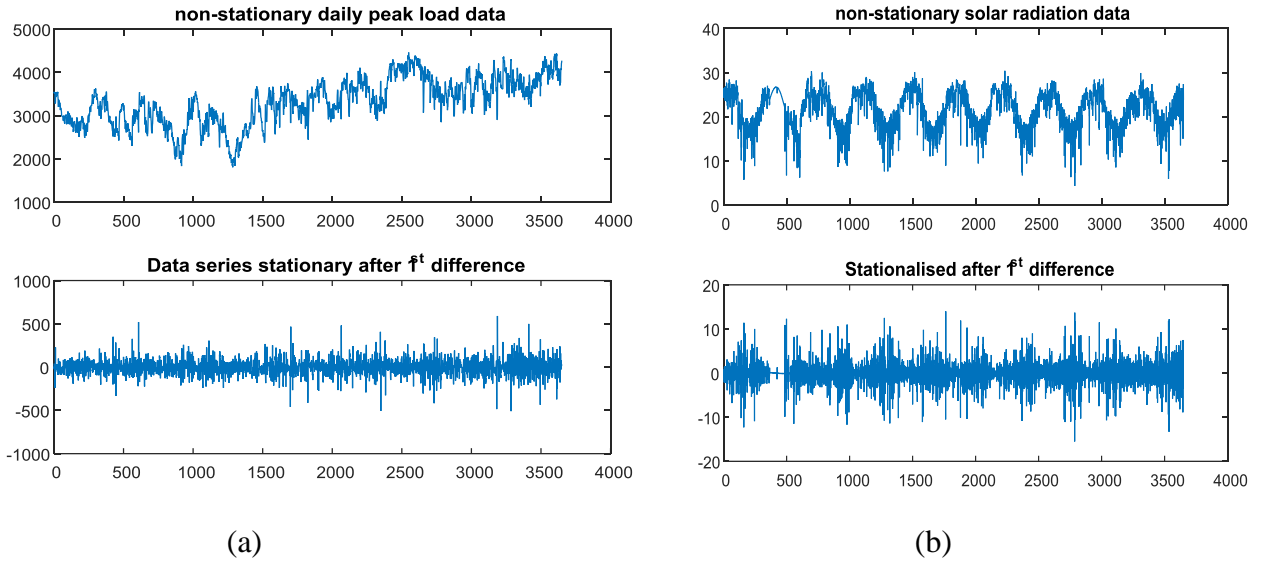 non-stationary daily peak load data
5000
4000
3000
2000
1000
0 500 1000 1500 2000 2500 3000 3500 4000
Data series stationary after 1st difference
1000
500
0
-500
-1000
0 500 1000 1500 2000 2500 3000 3500 4000
(a)
non-stationary solar radiation data
40
30
20
10
0
0 500 1000 1500 2000 2500 3000 3500 4000
Stationalised after 1st difference
20
10
0
-10
-20
0 500 1000 1500 2000 2500 3000 3500 4000
(b)